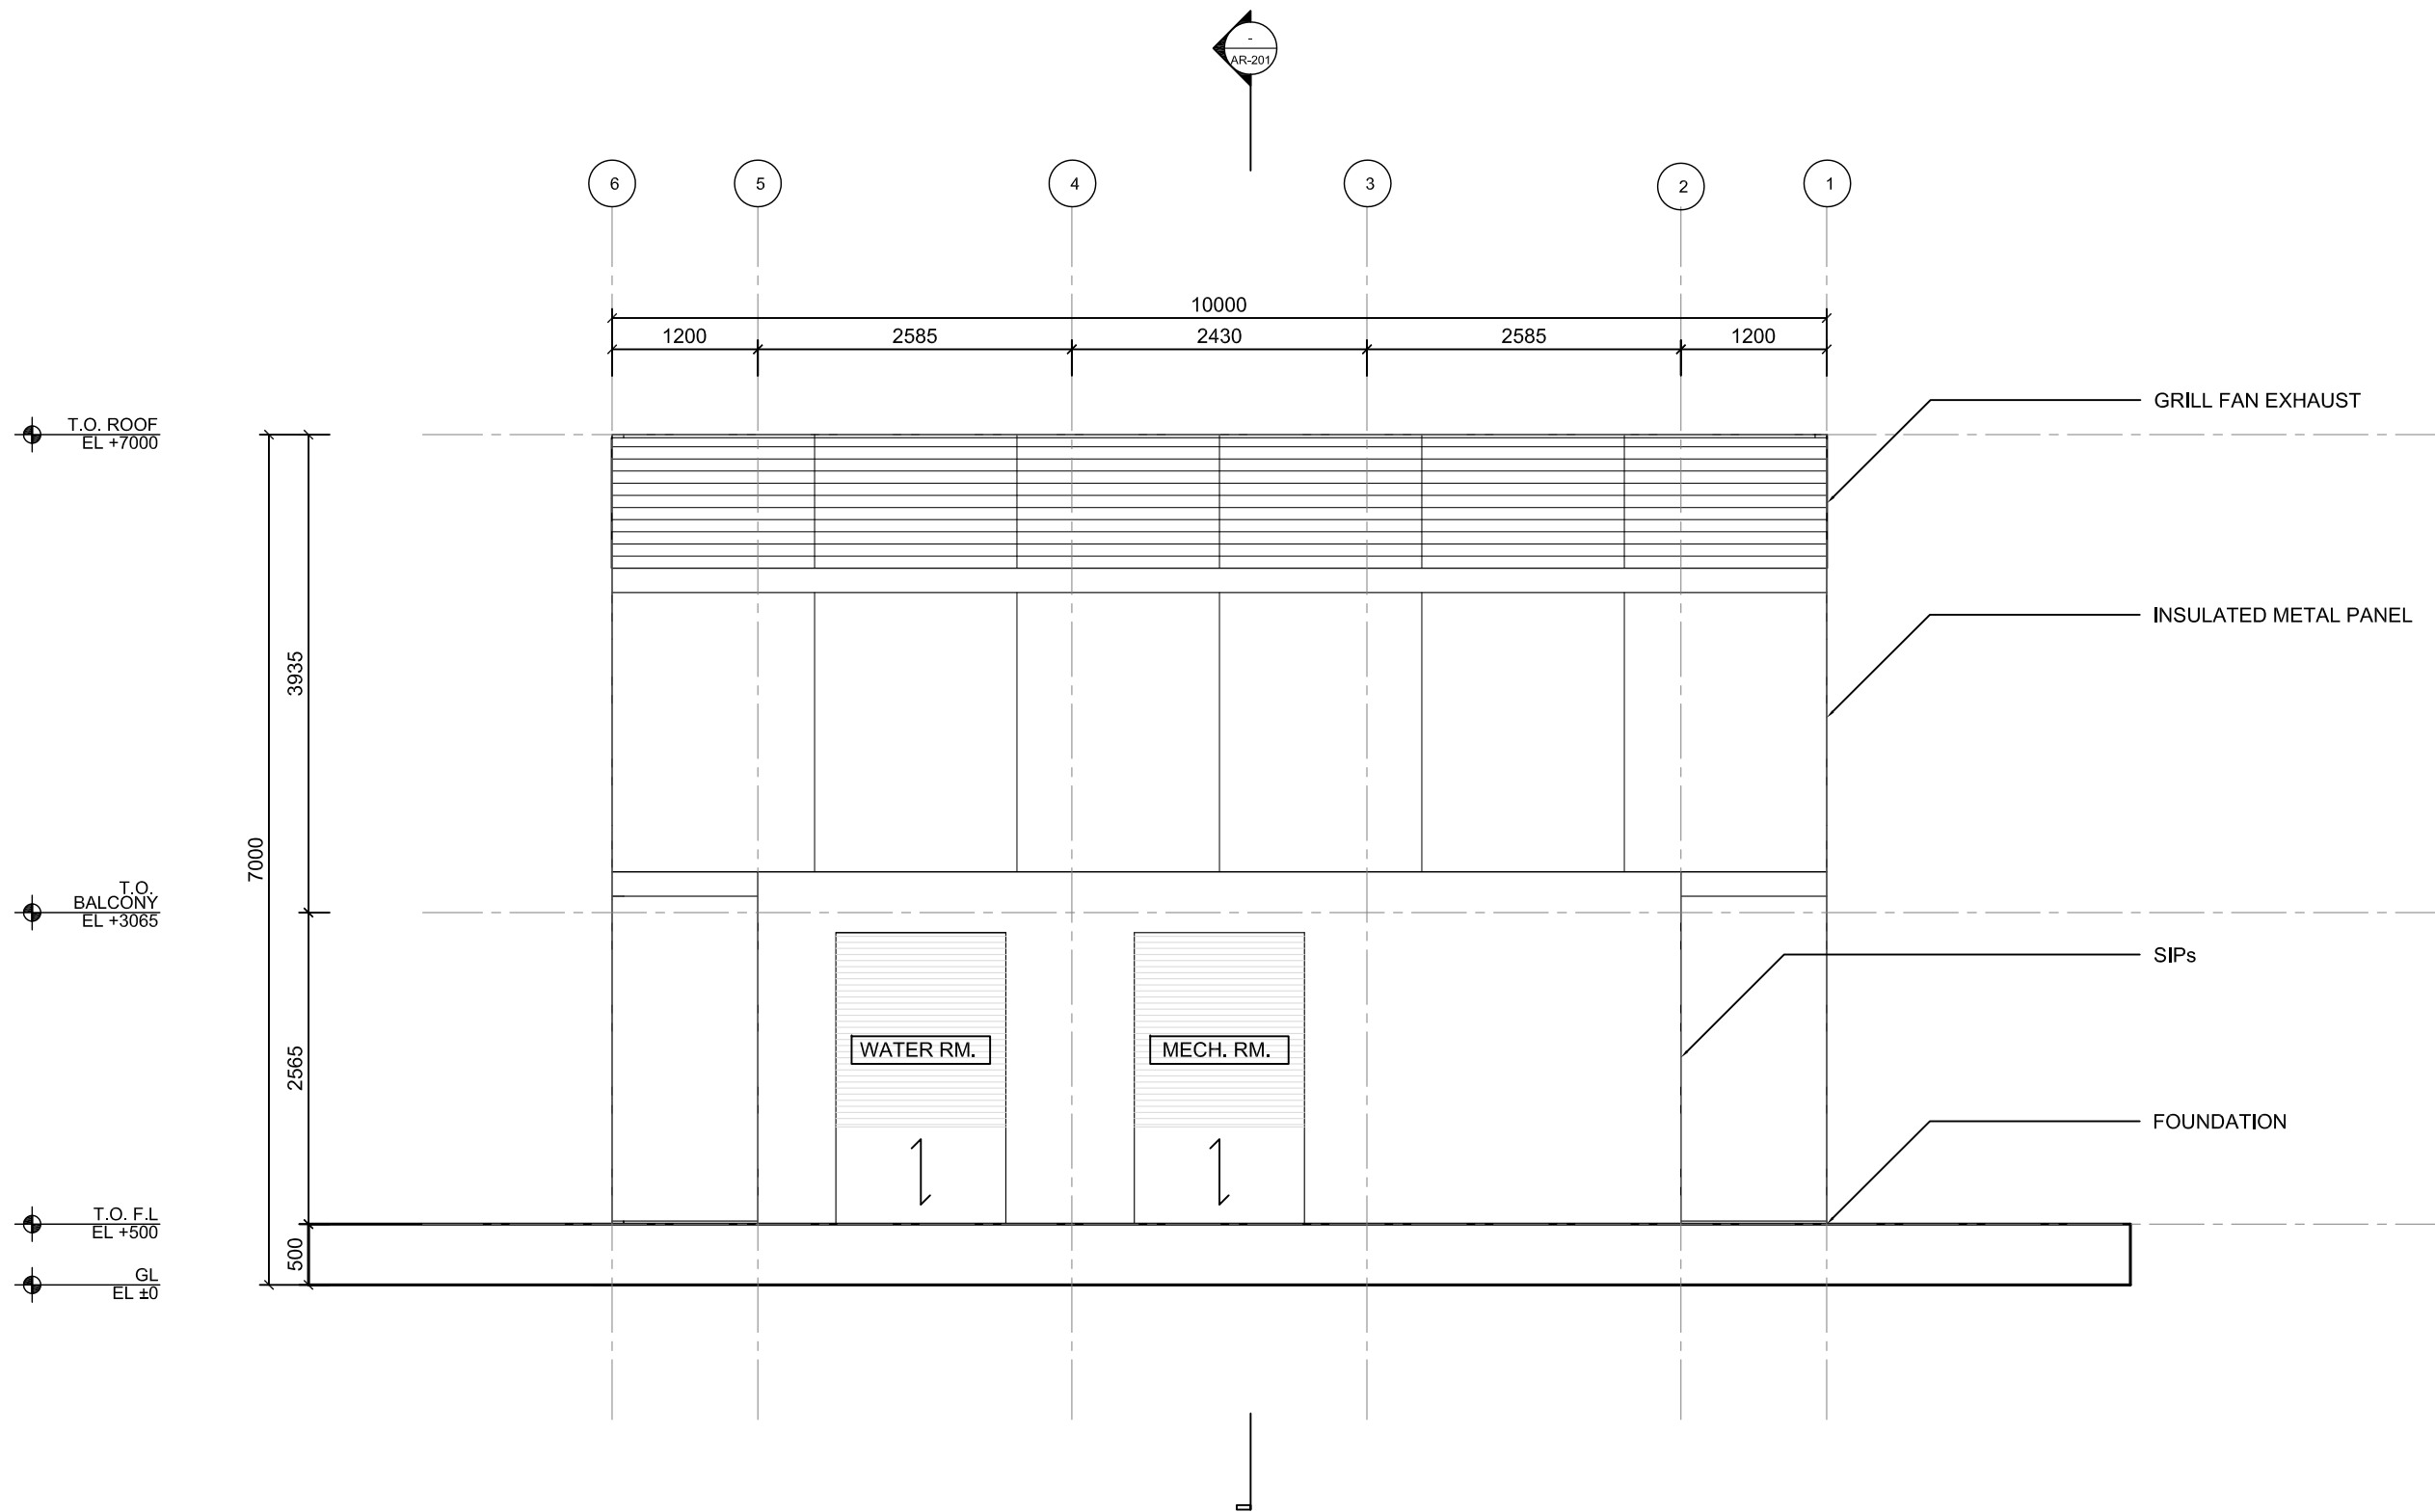 -
AR-201
6
5
4
3
2
1
10000
1200
2585
2430
2585
1200
T.O. ROOF
EL +7000
GRILL FAN EXHAUST
INSULATED METAL PANEL
3935
7000
T.O.
BALCONY
EL +3065
SIPs
WATER RM.
MECH. RM.
2565
FOUNDATION
T.O. F.L
EL +500
500
GL
EL ±0